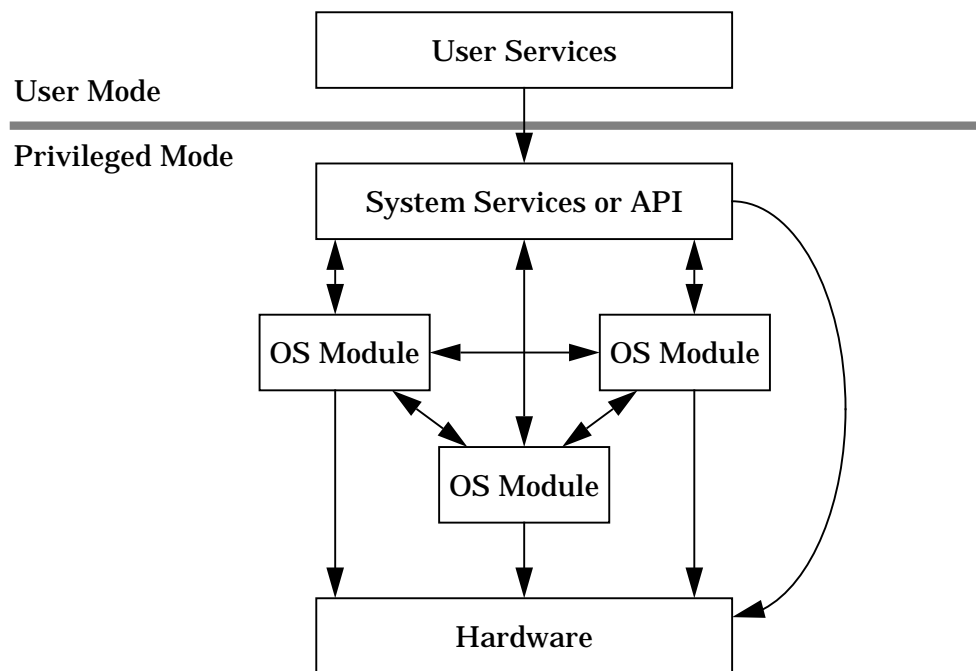 User Services
User Mode
Privileged Mode
System Services or API
OS Module
OS Module
OS Module
Hardware